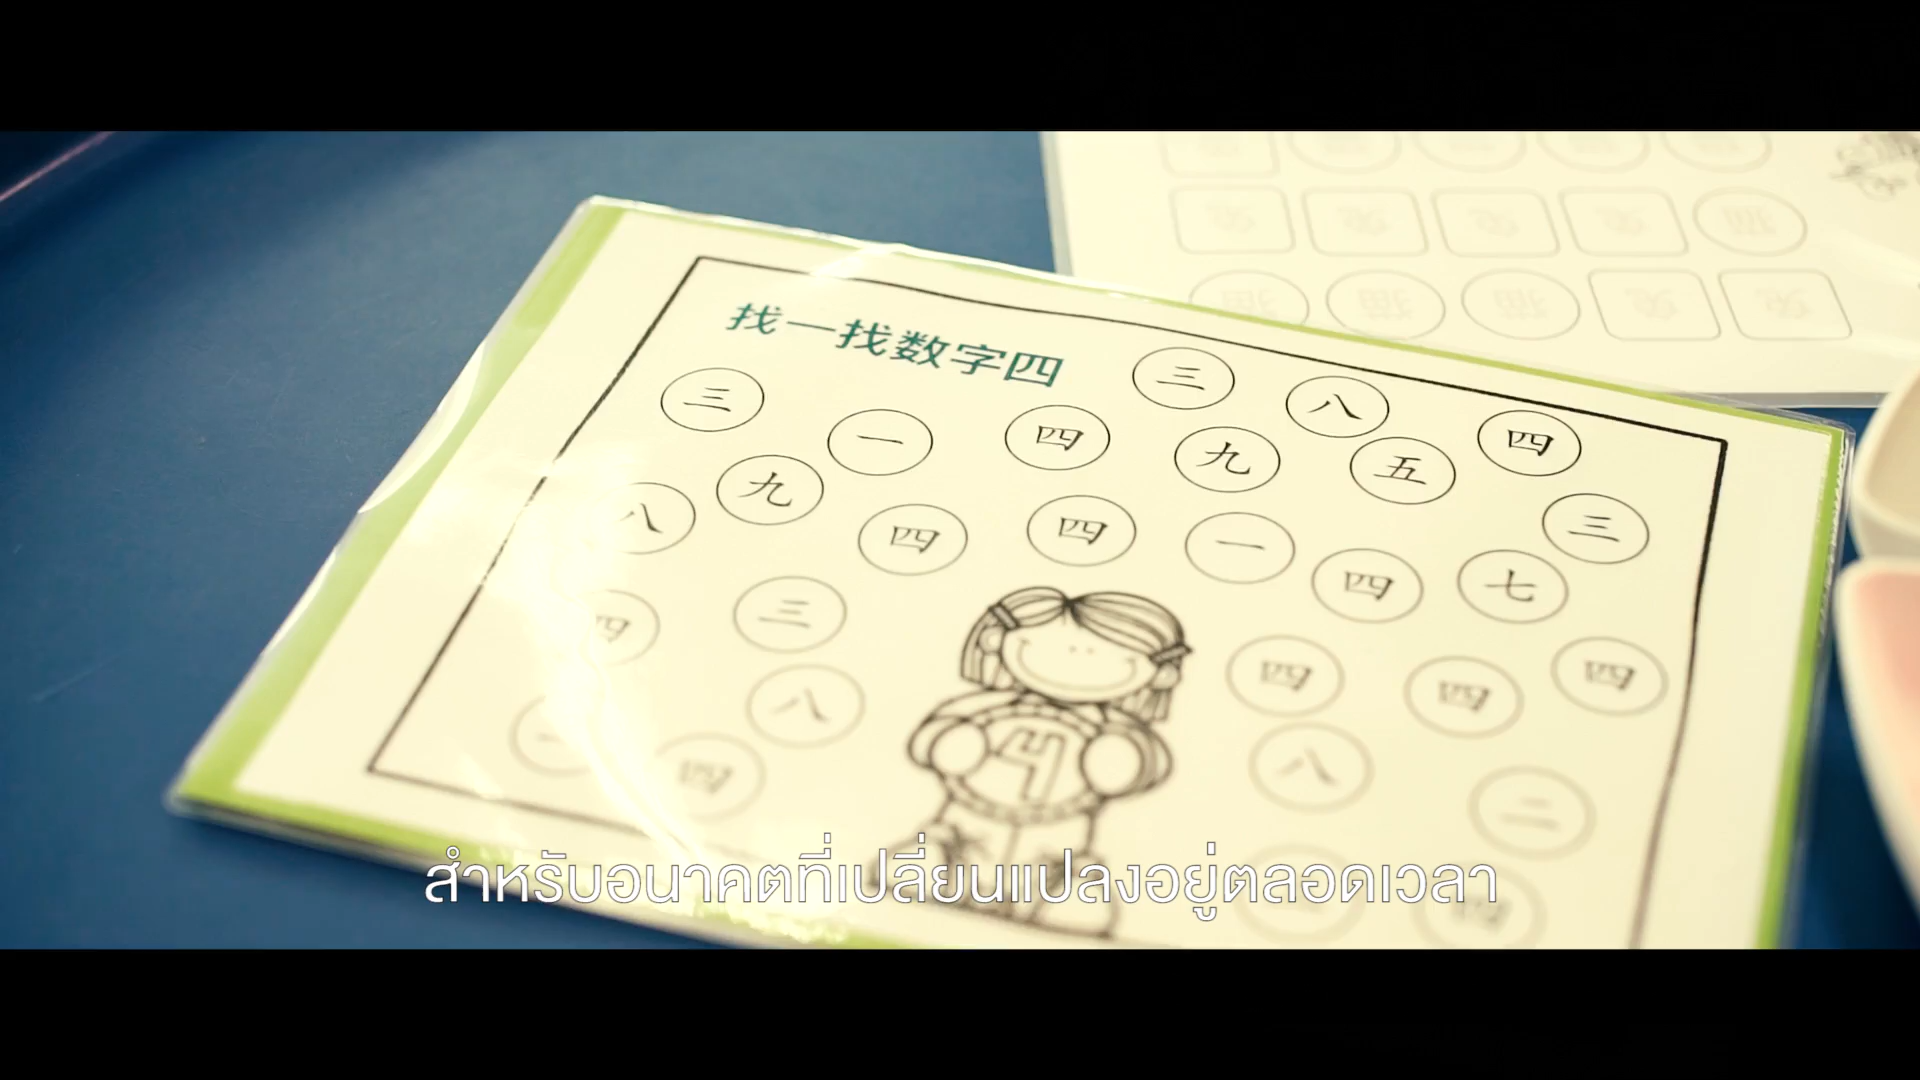 找一找数字四
三 八 四
三 一 四 九 五
八 九 四 四 一 四 七 三
四 三 四 四 四
一 八 四 八 二
4
สำหรับอนาคตที่เปลี่ยนแปลงอยู่ตลอดเวลา